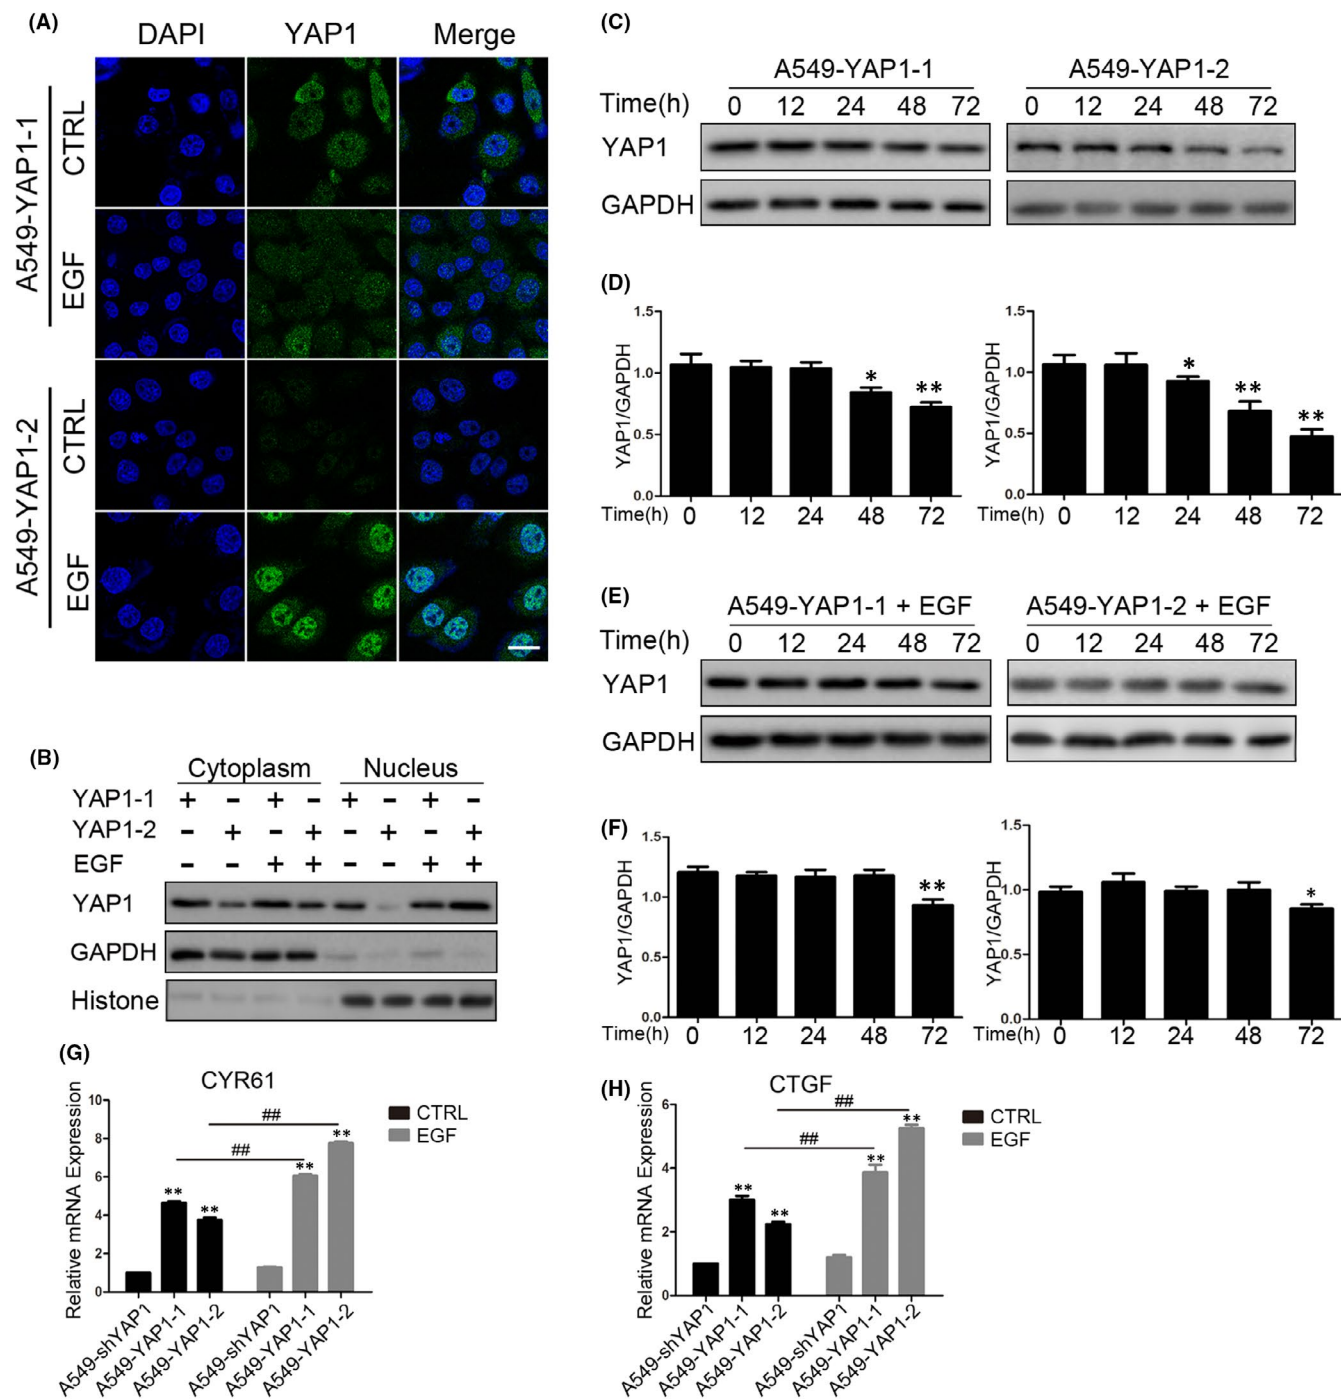 (A)
DAPI YAP1 Merge
A549-YAP1-1
CTRL
EGF
A549-YAP1-2
CTRL
EGF
(B)
Cytoplasm Nucleus
YAP1-1 + - + - + - + -
YAP1-2 - + - + - + - +
EGF - - + + - - + +
YAP1
GAPDH
Histone
(C)
A549-YAP1-1 A549-YAP1-2
Time(h) 0 12 24 48 72 0 12 24 48 72
YAP1
GAPDH
(D)
YAP1/GAPDH
1.5
1.0
0.5
0.0
* **
Time(h) 0 12 24 48 72
YAP1/GAPDH
1.5
1.0
0.5
0.0
* ** **
Time(h) 0 12 24 48 72
(E)
A549-YAP1-1 + EGF A549-YAP1-2 + EGF
Time(h) 0 12 24 48 72 0 12 24 48 72
YAP1
GAPDH
(F)
YAP1/GAPDH
1.5
1.0
0.5
0.0
**
Time(h) 0 12 24 48 72
YAP1/GAPDH
1.5
1.0
0.5
0.0
*
Time(h) 0 12 24 48 72
(G)
CYR61
Relative mRNA Expression
10
8
6
4
2
0
##
##
** ** ** **
CTRL
EGF
A549-shYAP1
A549-YAP1-1
A549-YAP1-2
A549-shYAP1
A549-YAP1-1
A549-YAP1-2
(H)
CTGF
Relative mRNA Expression
6
4
2
0
##
##
** ** ** **
CTRL
EGF
A549-shYAP1
A549-YAP1-1
A549-YAP1-2
A549-shYAP1
A549-YAP1-1
A549-YAP1-2